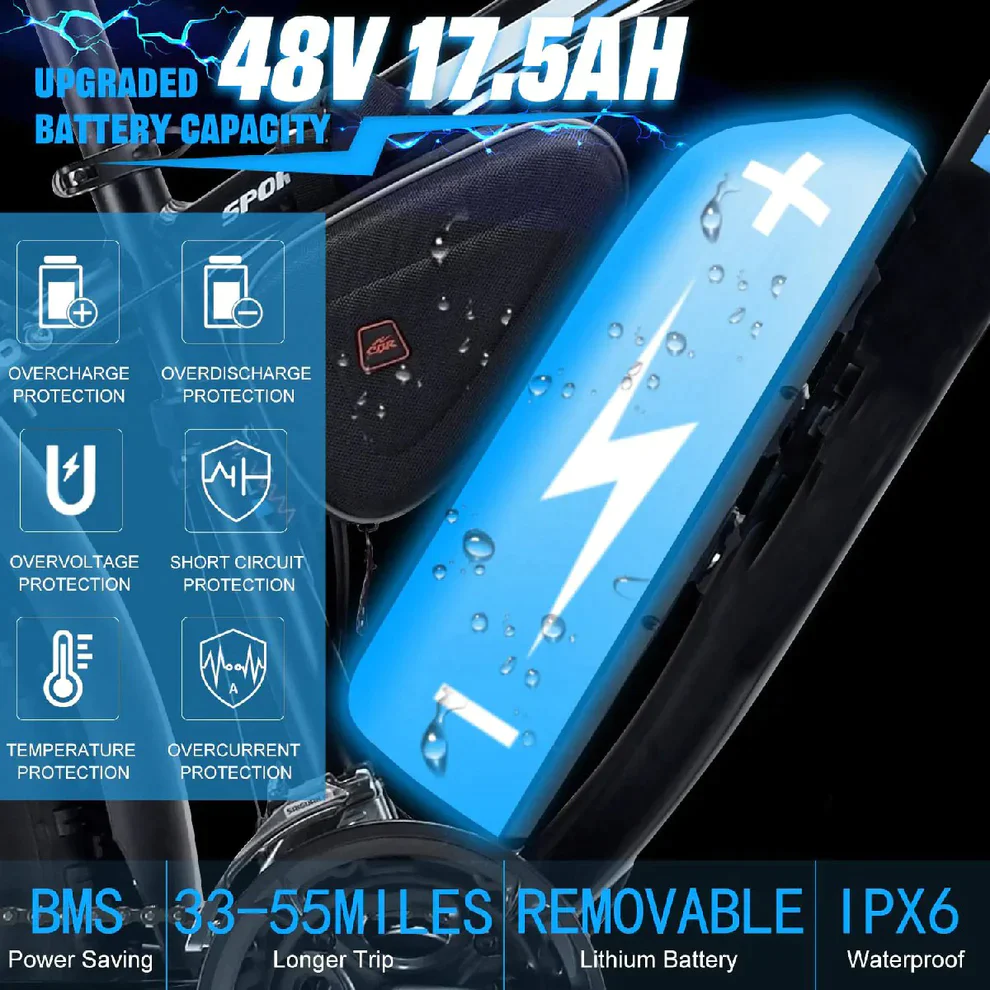 48V 17.5AH
UPGRADED
BATTERY CAPACITY
SPOR
OVERCHARGE
PROTECTION
OVERDISCHARGE
PROTECTION
OVERVOLTAGE
PROTECTION
SHORT CIRCUIT
PROTECTION
A
TEMPERATURE
PROTECTION
OVERCURRENT
PROTECTION
BMS
Power Saving
33-55MILES
Longer Trip
REMOVABLE
Lithium Battery
IPX6
Waterproof